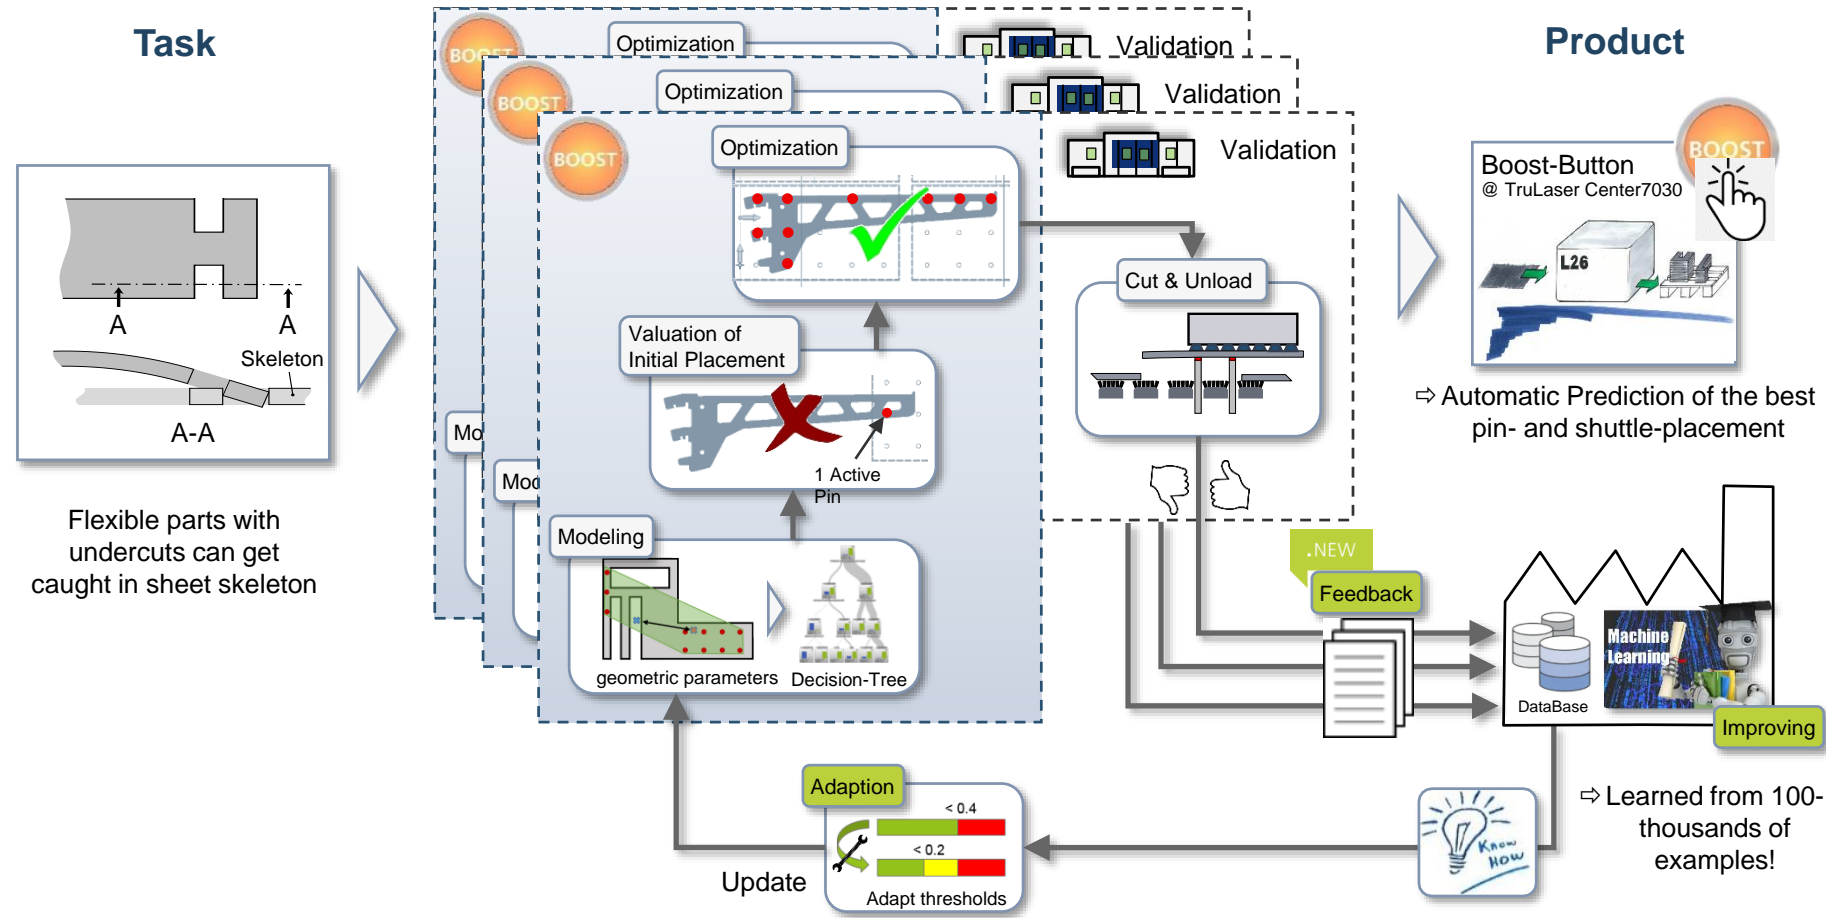 Task
BOOST
Optimization
Validation
BOOST
Optimization
Validation
BOOST
Optimization
Validation
Product
BOOST
Boost-Button
@ TruLaser Center7030
L26
⇨ Automatic Prediction of the best
pin- and shuttle-placement
A
A
Skeleton
A-A
Flexible parts with
undercuts can get
caught in sheet skeleton
Cut & Unload
Valuation of
Initial Placement
1 Active
Pin
Mo
Moo
Modeling
geometric parameters
Decision-Tree
.NEW
Feedback
Machine
Learning
DataBase
Improving
⇨ Learned from 100-
thousands of
examples!
Know
How
Adaption
< 0.4
< 0.2
Adapt thresholds
Update